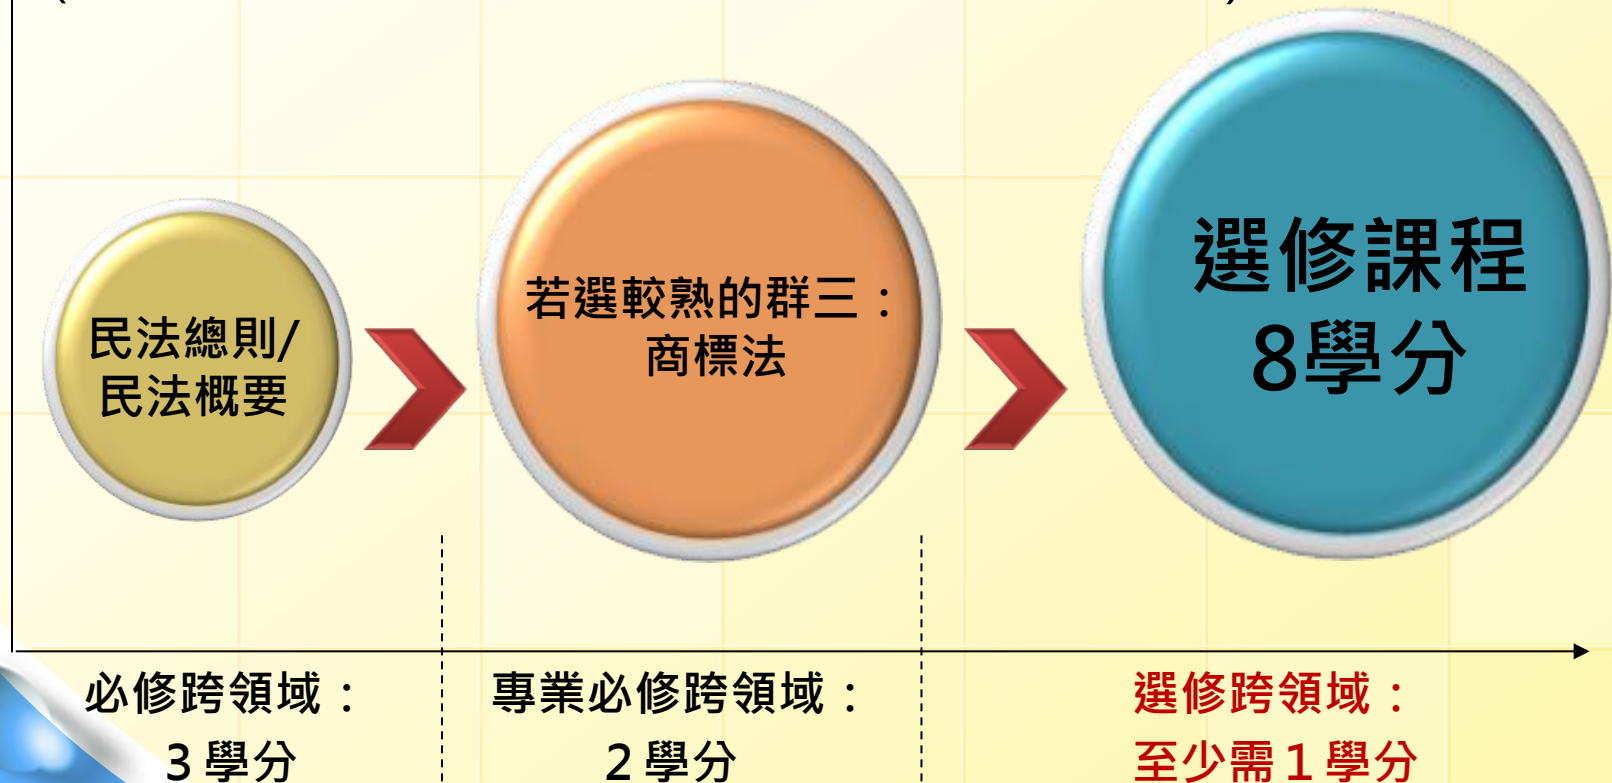 民法總則/
民法概要
若選較熟的群三：
商標法
選修課程
8學分
必修跨領域：
3學分
專業必修跨領域：
2學分
選修跨領域：
至少需1學分